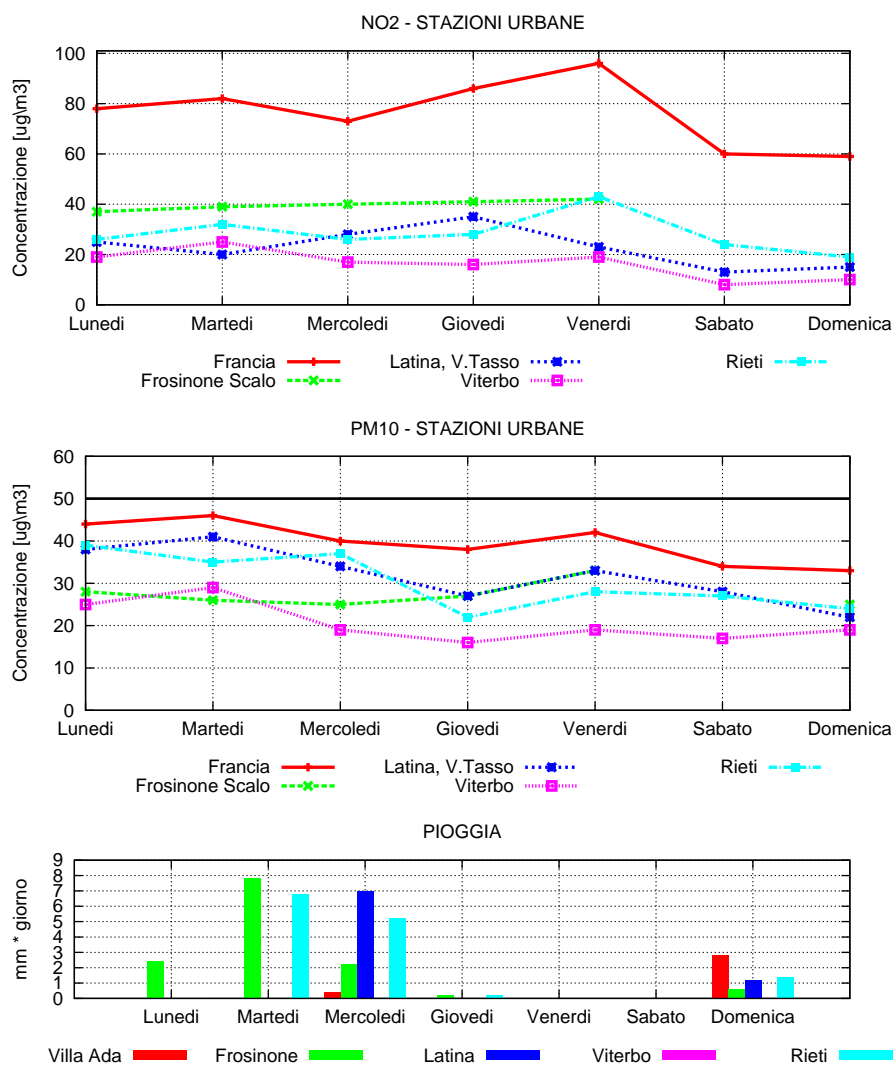 NO2 - STAZIONI URBANE
Concentrazione [ug\m3]
100
80
60
40
20
0
Lunedi Martedi Mercoledi Giovedi Venerdi Sabato Domenica
Francia Latina, V.Tasso Rieti
Frosinone Scalo Viterbo
PM10 - STAZIONI URBANE
Concentrazione [ug\m3]
60
50
40
30
20
10
0
Lunedi Martedi Mercoledi Giovedi Venerdi Sabato Domenica
Francia Latina, V.Tasso Rieti
Frosinone Scalo Viterbo
PIOGGIA
mm * giorno
9
8
7
6
5
4
3
2
1
0
Lunedi Martedi Mercoledi Giovedi Venerdi Sabato Domenica
Villa Ada Frosinone Latina Viterbo Rieti